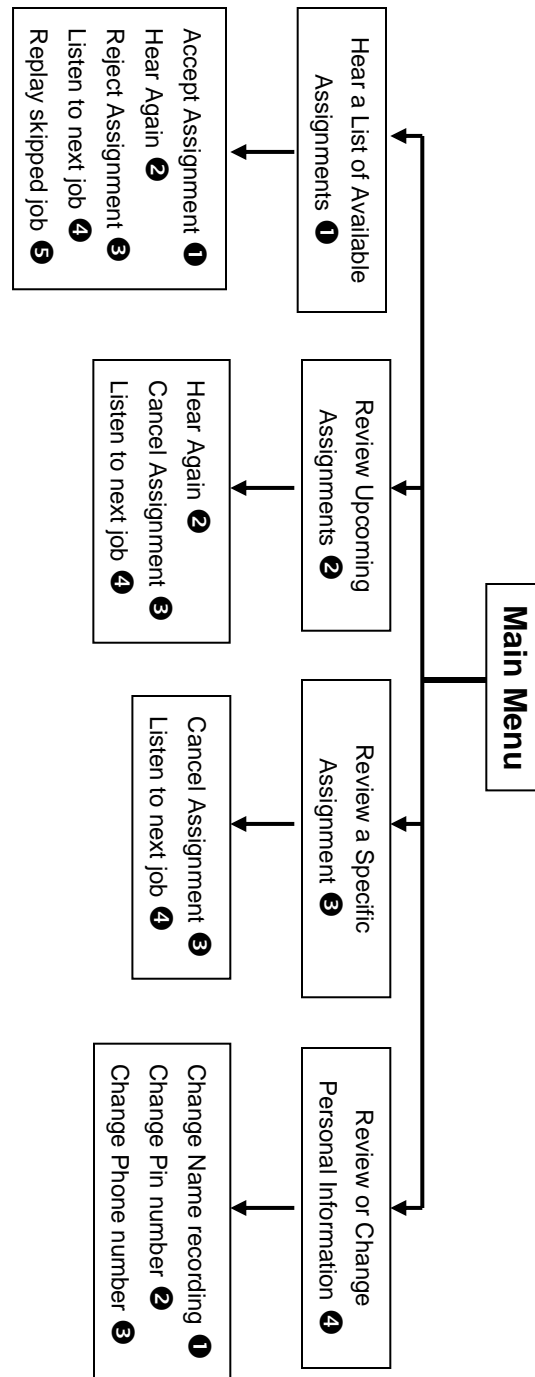 Main Menu
Hear a List of Available
Assignments ❶
Accept Assignment ❶
Hear Again ❷
Reject Assignment ❸
Listen to next job ❹
Replay skipped job ❺
Review Upcoming
Assignments ❷
Hear Again ❷
Cancel Assignment ❸
Listen to next job ❹
Review a Specific
Assignment ❸
Cancel Assignment ❸
Listen to next job ❹
Review or Change
Personal Information ❹
Change Name recording ❶
Change Pin number ❷
Change Phone number ❸